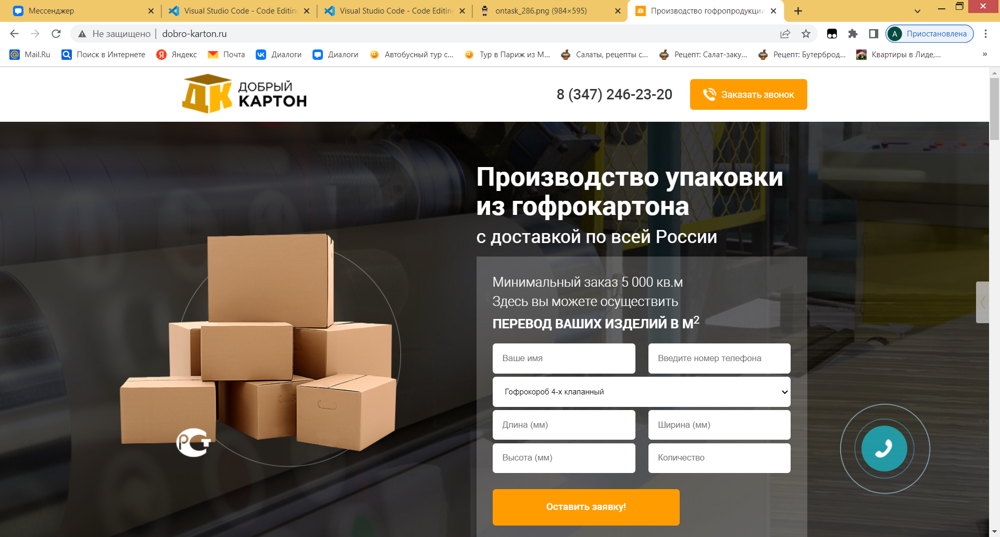 Мессенджер
Visual Studio Code - Code Editin
Visual Studio Code - Code Editin
ontask_286.png (984×595)
Производство гофропродукции
Не защищено
dobro-karton.ru
А
Приостановлена
Mail.Ru
Поиск в Интернете
Яндекс
Почта
Диалоги
Диалоги
Автобусный тур с...
Тур в Париж из М...
Салаты, рецепты с...
Рецепт: Салат-заку...
Рецепт: Бутерброд...
Квартиры в Лиде,...
»
ДК
ДОБРЫЙ
КАРТОН
8 (347) 246-23-20
Заказать звонок
Производство упаковки
из гофрокартона
с доставкой по всей России
Минимальный заказ 5 000 кв.м
Здесь вы можете осуществить
ПЕРЕВОД ВАШИХ ИЗДЕЛИЙ В М²
Ваше имя
Введите номер телефона
Гофрокороб 4-х клапанный
Длина (мм)
Ширина (мм)
Высота (мм)
Количество
РСТ
Оставить заявку!